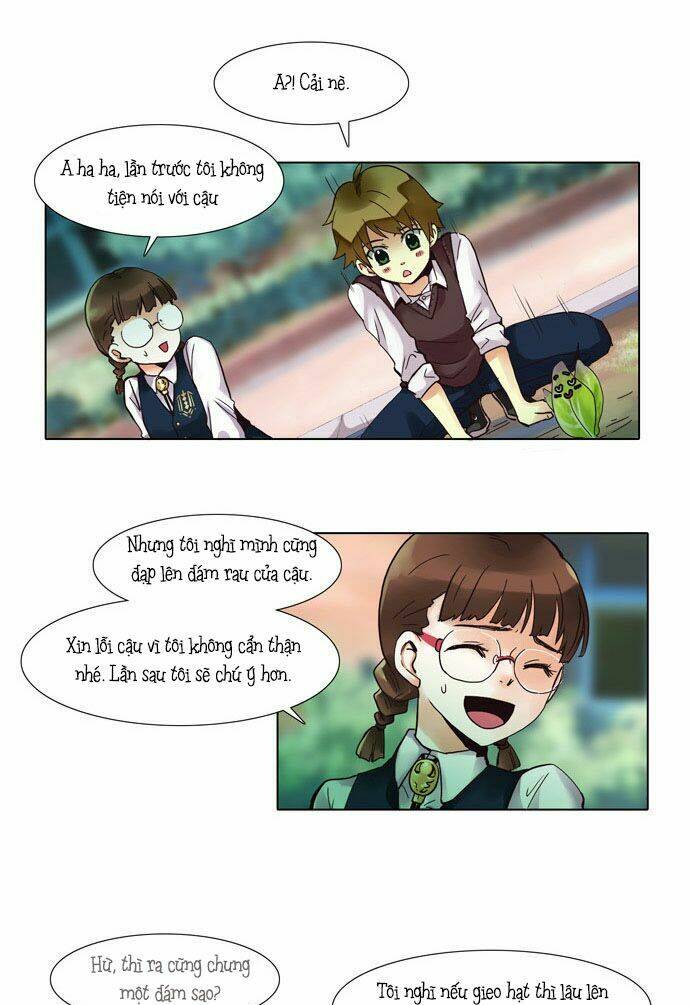 A?! Cải nè.
A ha ha, lần trước tôi không
tiện nói với cậu
Nhưng tôi nghĩ mình cũng
đạp lên đám rau của cậu.
Xin lỗi cậu vì tôi không cẩn thận
nhé. Lần sau tôi sẽ chú ý hơn.
Hừ, thì ra cũng chung
một đám sao?
Tôi nghĩ nếu gieo hạt thì lâu lên